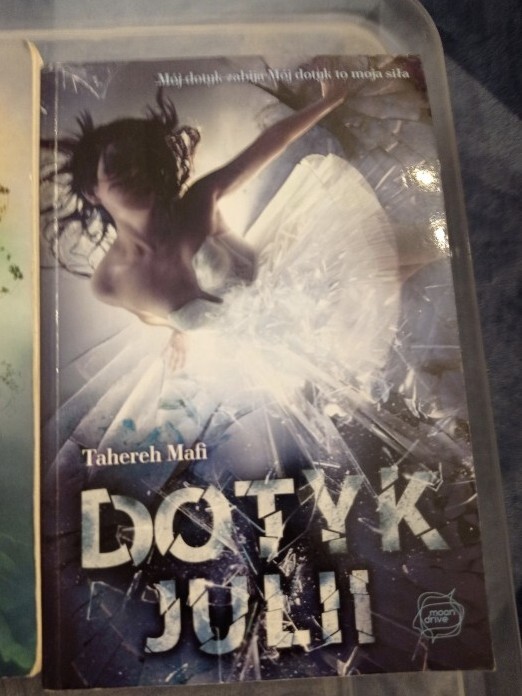 Mój dotyk zabija Mój dotyk to moja siła
Tahereh Mafi
DOTYK
JULII
moon
drive